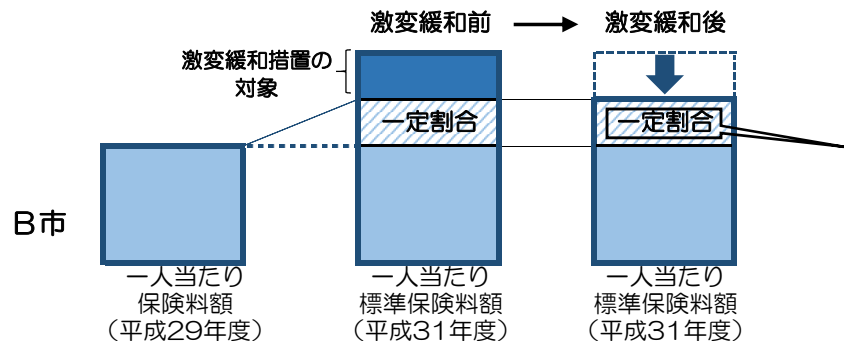 激変緩和前 → 激変緩和後
激変緩和措置の
対象
一定割合
一定割合
B市
一人当たり
保険料額
（平成29年度）
一人当たり
標準保険料額
（平成31年度）
一人当たり
標準保険料額
（平成31年度）